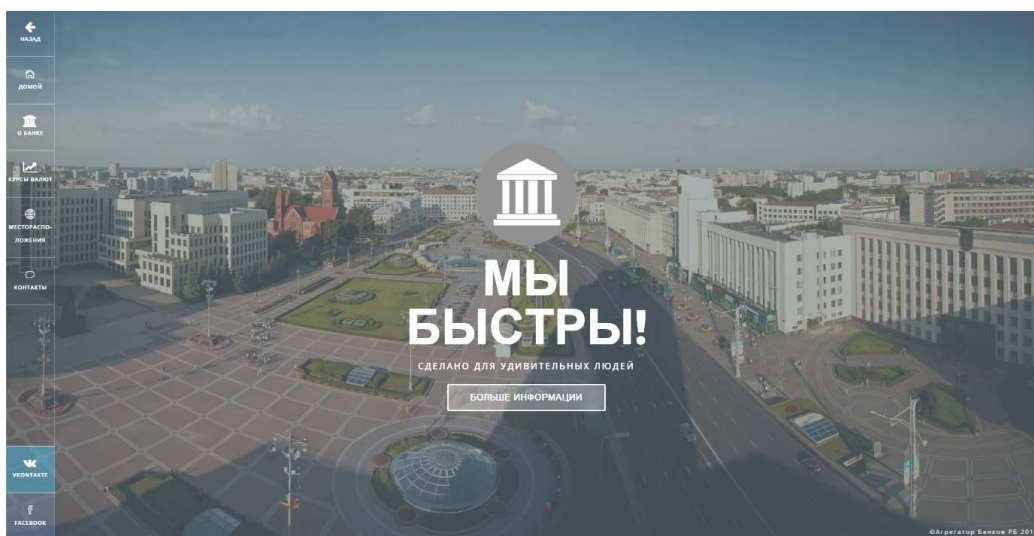 НАЗАД
ДОМОЙ
О БАНКЕ
КУРСЫ ВАЛЮТ
МЕСТОРАСПО-
ЛОЖЕНИЯ
КОНТАКТЫ
МЫ
БЫСТРЫ!
СДЕЛАНО ДЛЯ УДИВИТЕЛЬНЫХ ЛЮДЕЙ
БОЛЬШЕ ИНФОРМАЦИИ
VKONTAKTE
FACEBOOK
©Агрегатор Банков РБ 201